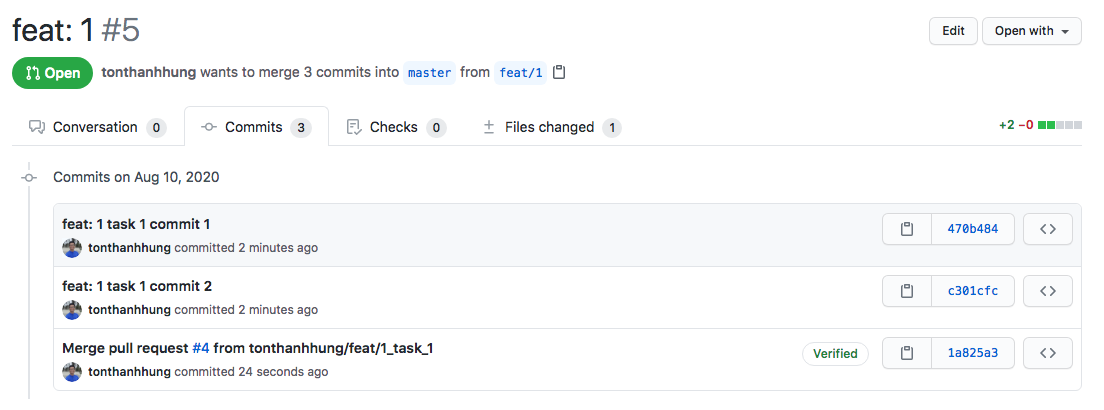 feat: 1 #5
Edit
Open with
Open
tonthanhhung wants to merge 3 commits into master from feat/1
Conversation 0
Commits 3
Checks 0
Files changed 1
+2 −0
Commits on Aug 10, 2020
feat: 1 task 1 commit 1
tonthanhhung committed 2 minutes ago
470b484
feat: 1 task 1 commit 2
tonthanhhung committed 2 minutes ago
c301cfc
Merge pull request #4 from tonthanhhung/feat/1_task_1
tonthanhhung committed 24 seconds ago
Verified
1a825a3